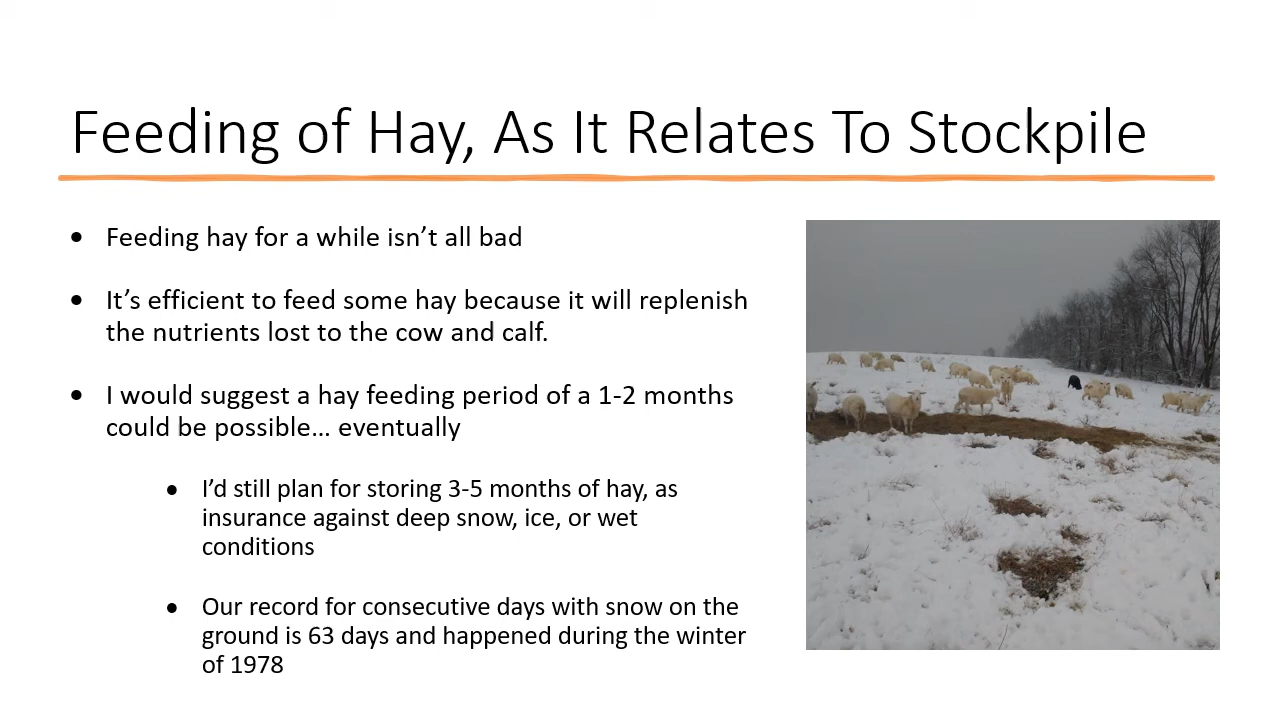 Feeding of Hay, As It Relates To Stockpile
• Feeding hay for a while isn’t all bad
• It’s efficient to feed some hay because it will replenish
the nutrients lost to the cow and calf.
• I would suggest a hay feeding period of a 1-2 months
could be possible… eventually
• I’d still plan for storing 3-5 months of hay, as
insurance against deep snow, ice, or wet
conditions
• Our record for consecutive days with snow on the
ground is 63 days and happened during the winter
of 1978